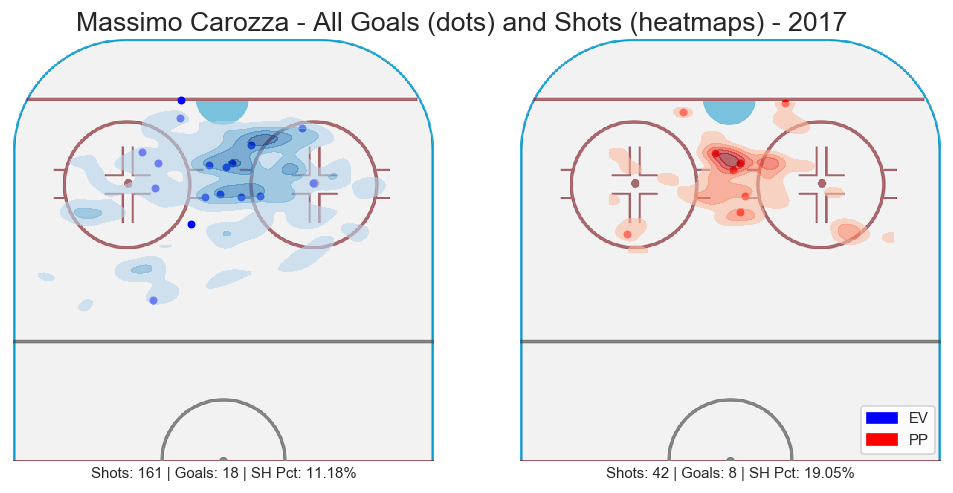 Massimo Carozza - All Goals (dots) and Shots (heatmaps) - 2017
EV
PP
Shots: 161 | Goals: 18 | SH Pct: 11.18%
Shots: 42 | Goals: 8 | SH Pct: 19.05%